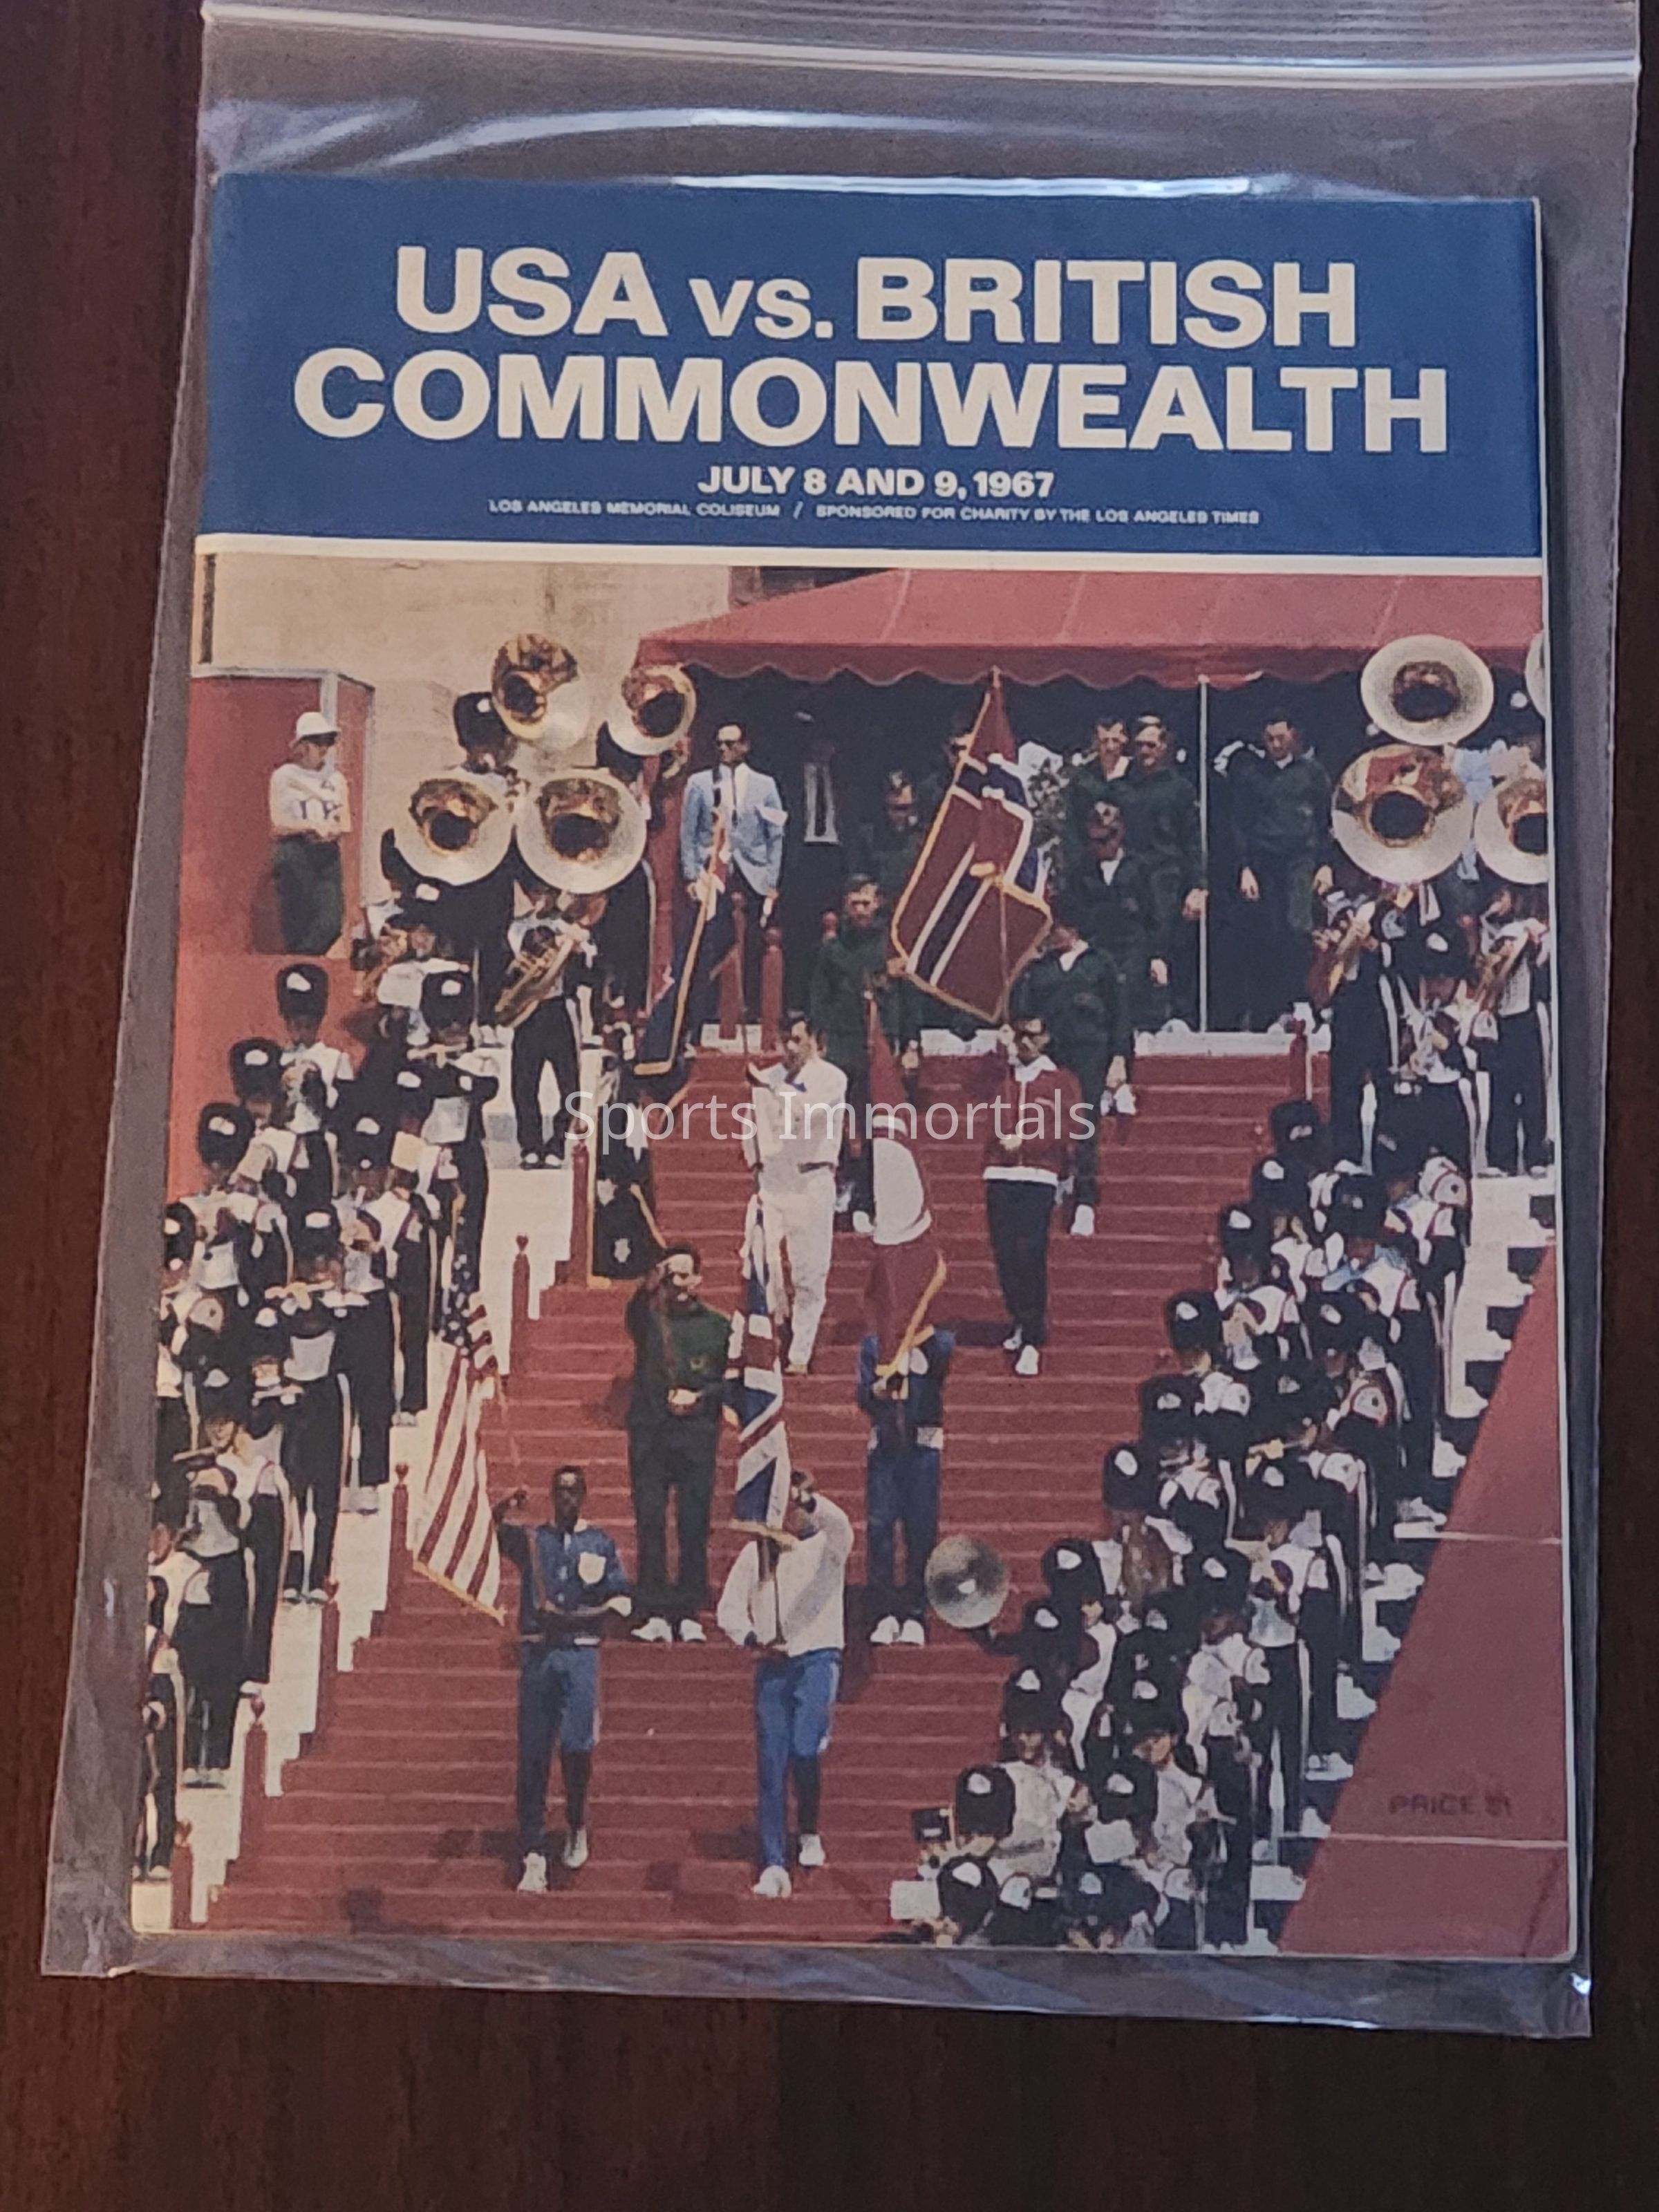 USA vs. BRITISH
COMMONWEALTH
JULY 8 AND 9, 1967
LOS ANGELES MEMORIAL COLISEUM / SPONSORED FOR CHARITY BY THE LOS ANGELES TIMES
Sports Immortals
PRICE $1